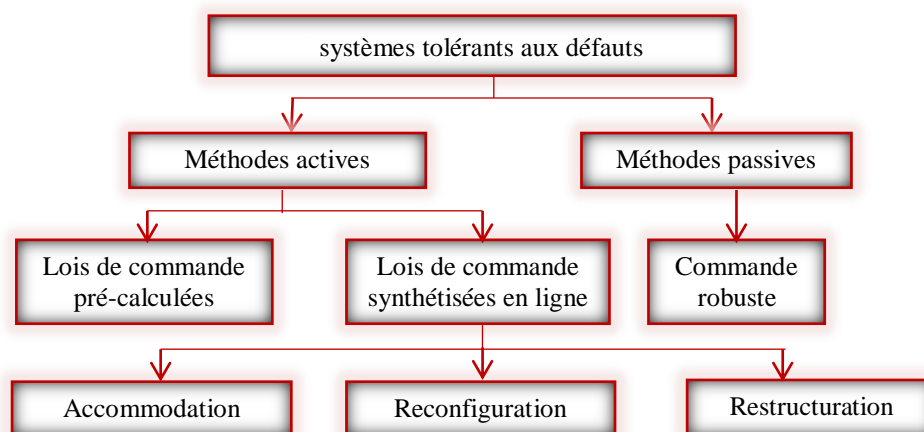 systèmes tolérants aux défauts
Méthodes actives
Méthodes passives
Lois de commande
pré-calculées
Lois de commande
synthétisées en ligne
Commande
robuste
Accommodation
Reconfiguration
Restructuration